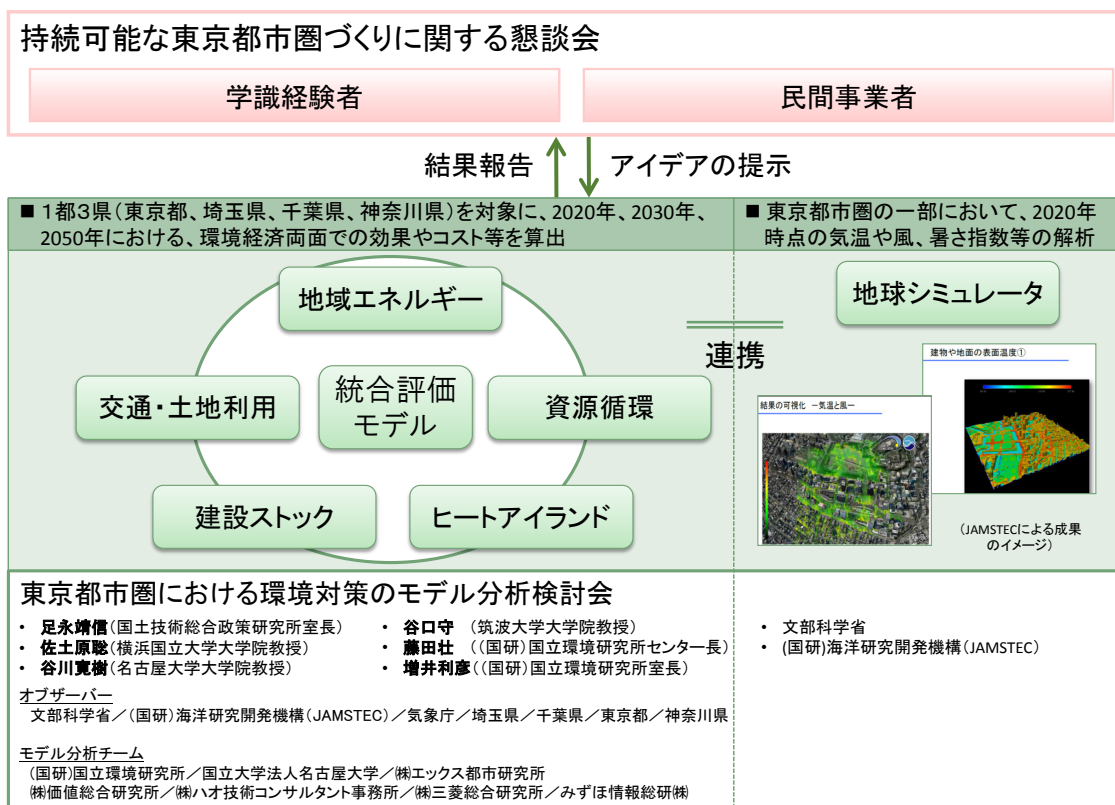 持続可能な東京都市圏づくりに関する懇談会
学識経験者
民間事業者
結果報告
アイデアの提示
■ 1都3県(東京都、埼玉県、千葉県、神奈川県)を対象に、2020年、2030年、
2050年における、環境経済両面での効果やコスト等を算出
■ 東京都市圏の一部において、2020年
時点の気温や風、暑さ指数等の解析
地域エネルギー
交通・土地利用
統合評価
モデル
資源循環
建設ストック
ヒートアイランド
連携
地球シミュレータ
建物や地面の表面温度①
結果の可視化 −気温と風−
(JAMSTECによる成果
のイメージ)
東京都市圏における環境対策のモデル分析検討会
• 足永靖信(国土技術総合政策研究所室長)
• 佐土原聡(横浜国立大学大学院教授)
• 谷川寛樹(名古屋大学大学院教授)
• 谷口守 (筑波大学大学院教授)
• 藤田壮 ((国研)国立環境研究所センター長)
• 増井利彦((国研)国立環境研究所室長)
オブザーバー
文部科学省/(国研)海洋研究開発機構(JAMSTEC)/気象庁/埼玉県/千葉県/東京都/神奈川県
モデル分析チーム
(国研)国立環境研究所/国立大学法人名古屋大学/㈱エックス都市研究所
㈱価値総合研究所/㈱ハオ技術コンサルタント事務所/㈱三菱総合研究所/みずほ情報総研㈱
• 文部科学省
• (国研)海洋研究開発機構(JAMSTEC)